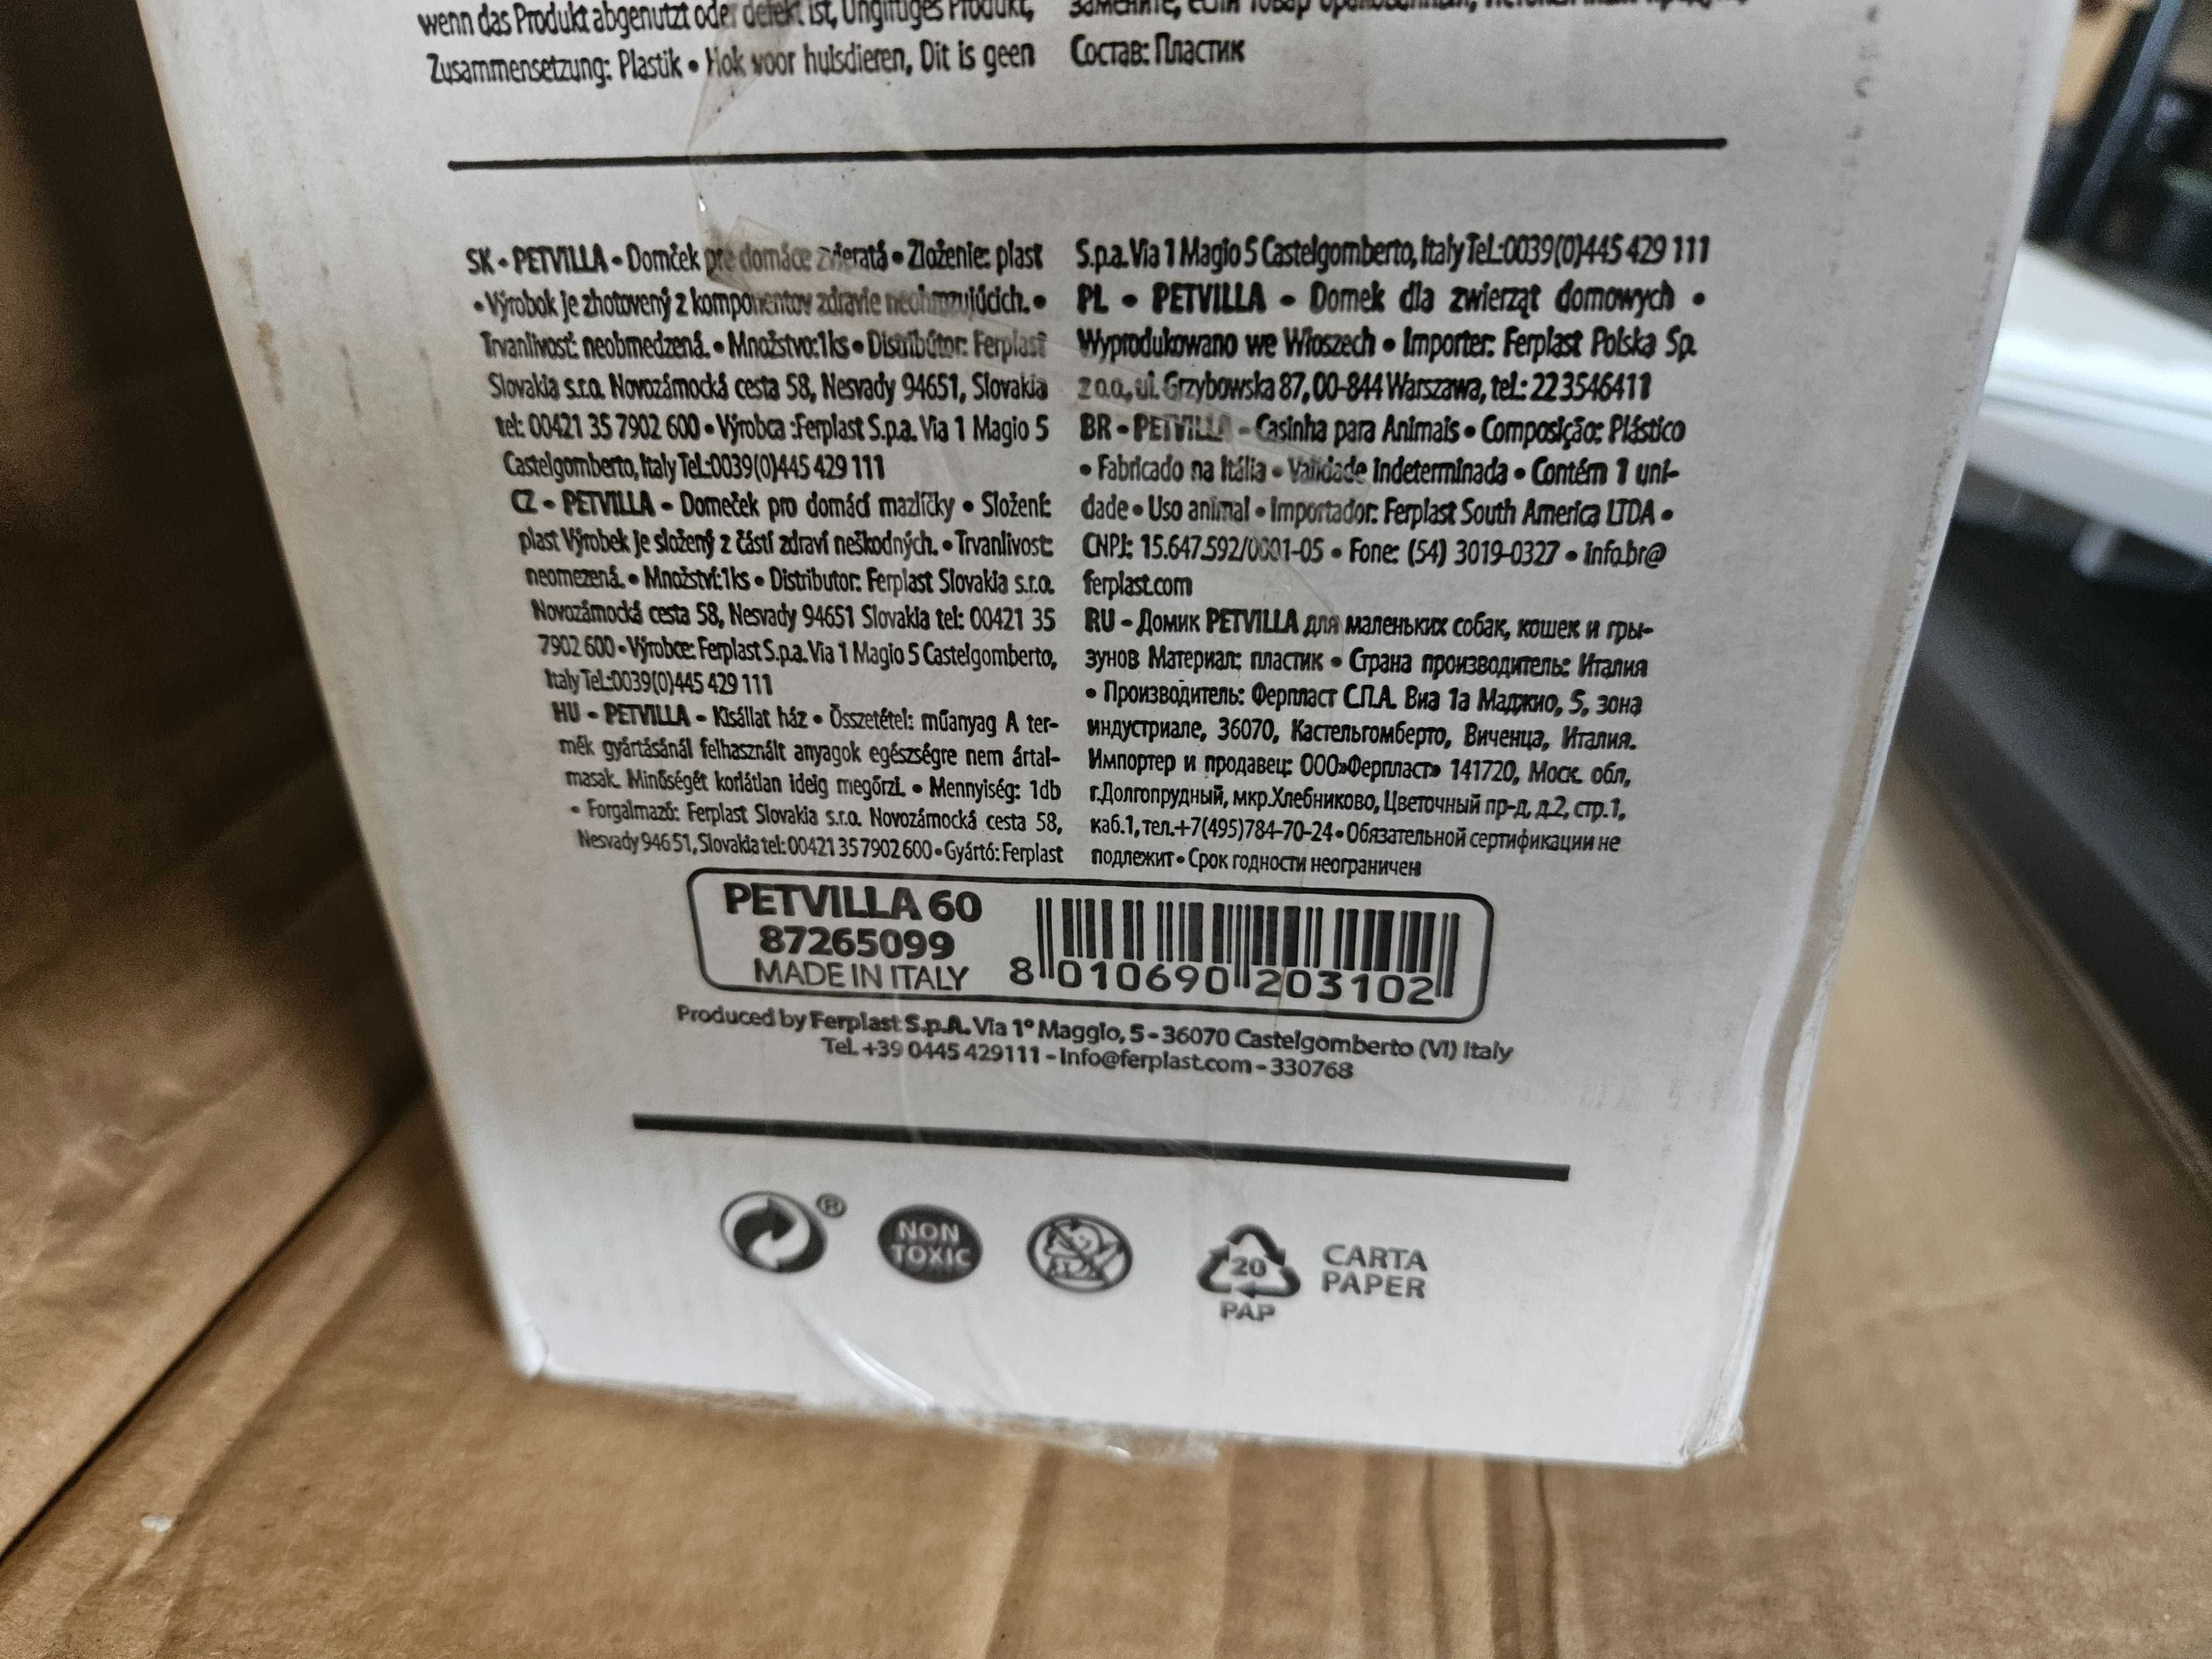 wenn das Produkt abgenutzt oder defekt ist, Ungiftiges Produkt,
Zusammensetzung: Plastik • Hok voor huisdieren, Dit is geen
Состав: Пластик
SK - PETVILLA - Domček pre domáce zvieratá • Zloženie: plast
• Výrobok je zhotovený z komponentov zdravie neohrozujúcich. •
Trvanlivosť: neobmedzená. • Množstvo:1ks • Distribútor: Ferplast
Slovakia s.r.o. Novozámocká cesta 58, Nesvady 94651, Slovakia
tel: 00421 35 7902 600 • Výrobca :Ferplast S.p.a. Via 1 Magio 5
Castelgomberto, Italy Tel.:0039(0)445 429 111
CZ - PETVILLA - Domeček pro domácí mazlíčky • Složení:
plast Výrobek je složený z částí zdraví neškodných. • Trvanlivost:
neomezená. • Množství:1ks • Distributor: Ferplast Slovakia s.r.o.
Novozámocká cesta 58, Nesvady 94651 Slovakia tel: 00421 35
7902 600 • Výrobce: Ferplast S.p.a. Via 1 Magio 5 Castelgomberto,
Italy Tel.:0039(0)445 429 111
HU - PETVILLA - Kisállat ház • Összetétel: műanyag A ter-
mék gyártásánál felhasznált anyagok egészségre nem ártal-
masak. Minőségét korlátlan ideig megőrzi. • Mennyiség: 1db
• Forgalmazó: Ferplast Slovakia s.r.o. Novozámocká cesta 58,
Nesvady 946 51, Slovakia tel: 00421 35 7902 600 • Gyártó: Ferplast
S.p.a. Via 1 Magio 5 Castelgomberto, Italy Tel.:0039(0)445 429 111
PL • PETVILLA - Domek dla zwierząt domowych •
Wyprodukowano we Włoszech • Importer: Ferplast Polska Sp.
z o.o., ul. Grzybowska 87, 00-844 Warszawa, tel.: 22 3546411
BR - PETVILLA - Casinha para Animais • Composição: Plástico
• Fabricado na Itália • Validade Indeterminada • Contém 1 uni-
dade • Uso animal • Importador: Ferplast South America LTDA •
CNPJ: 15.647.592/0001-05 • Fone: (54) 3019-0327 • info.br@
ferplast.com
RU - Домик PETVILLA для маленьких собак, кошек и гры-
зунов Материал: пластик • Страна производитель: Италия
• Производитель: Ферпласт С.П.А. Виа 1а Маджио, 5, зона
индустриале, 36070, Кастельгомберто, Виченца, Италия.
Импортер и продавец: ООО»Ферпласт» 141720, Моск. обл,
г.Долгопрудный, мкр.Хлебниково, Цветочный пр-д, д.2, стр.1,
каб.1, тел.+7(495)784-70-24 • Обязательной сертификации не
подлежит • Срок годности неограничен
PETVILLA 60
87265099
MADE IN ITALY
8 010690 203102
Produced by Ferplast S.p.A. Via 1° Maggio, 5 - 36070 Castelgomberto (VI) Italy
Tel. +39 0445 429111 - info@ferplast.com - 330768
®
NON
TOXIC
20
PAP
CARTA
PAPER